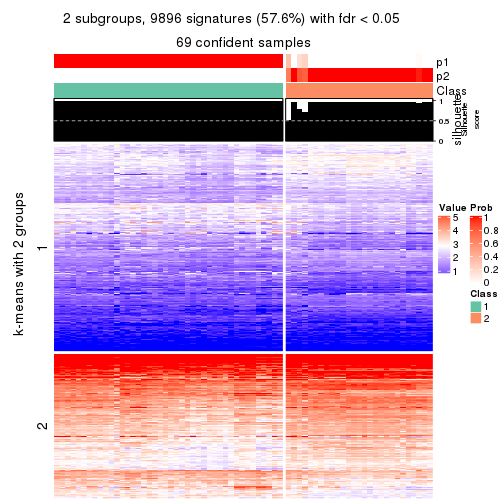 2 subgroups, 9896 signatures (57.6%) with fdr < 0.05
69 confident samples
p1
p2
Class
1
0.5
0
silhouette
Silhouette
score
k-means with 2 groups
1
2
Value
5
4
3
2
1
Prob
1
0.8
0.6
0.4
0.2
0
Class
1
2